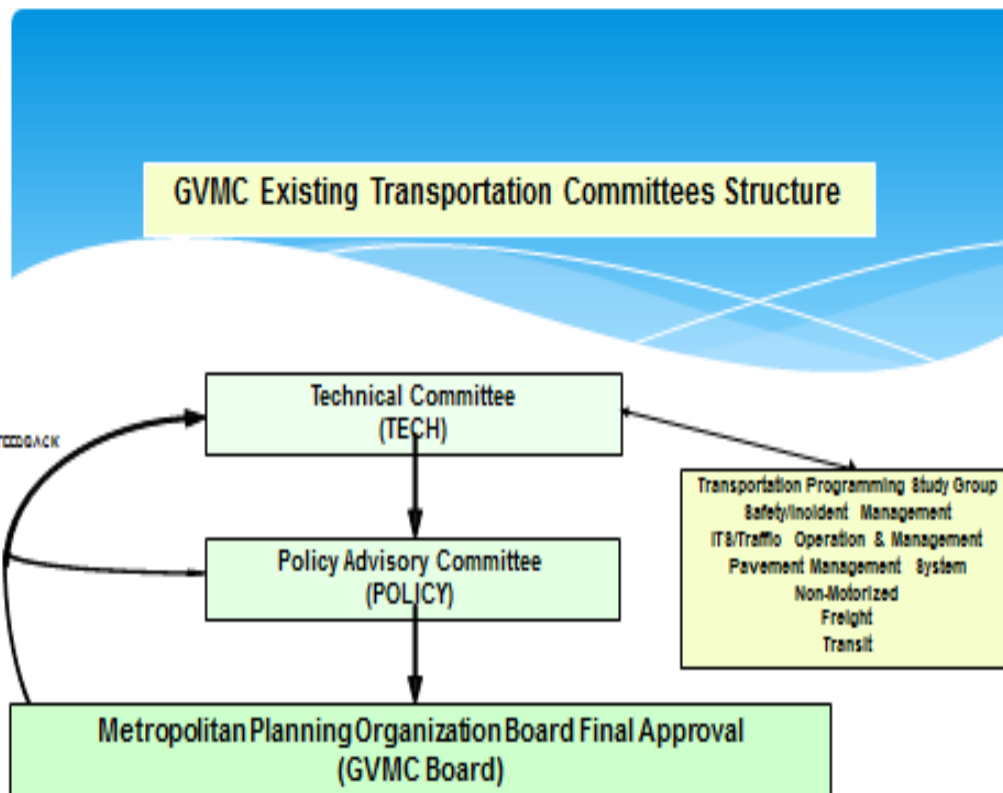 GVMC Existing Transportation Committees Structure
Technical Committee
(TECH)
FEEDBACK
Transportation Programming Study Group
Safety/Incident Management
ITS/Traffic Operation & Management
Pavement Management System
Non-Motorized
Freight
Transit
Policy Advisory Committee
(POLICY)
Metropolitan Planning Organization Board Final Approval
(GVMC Board)